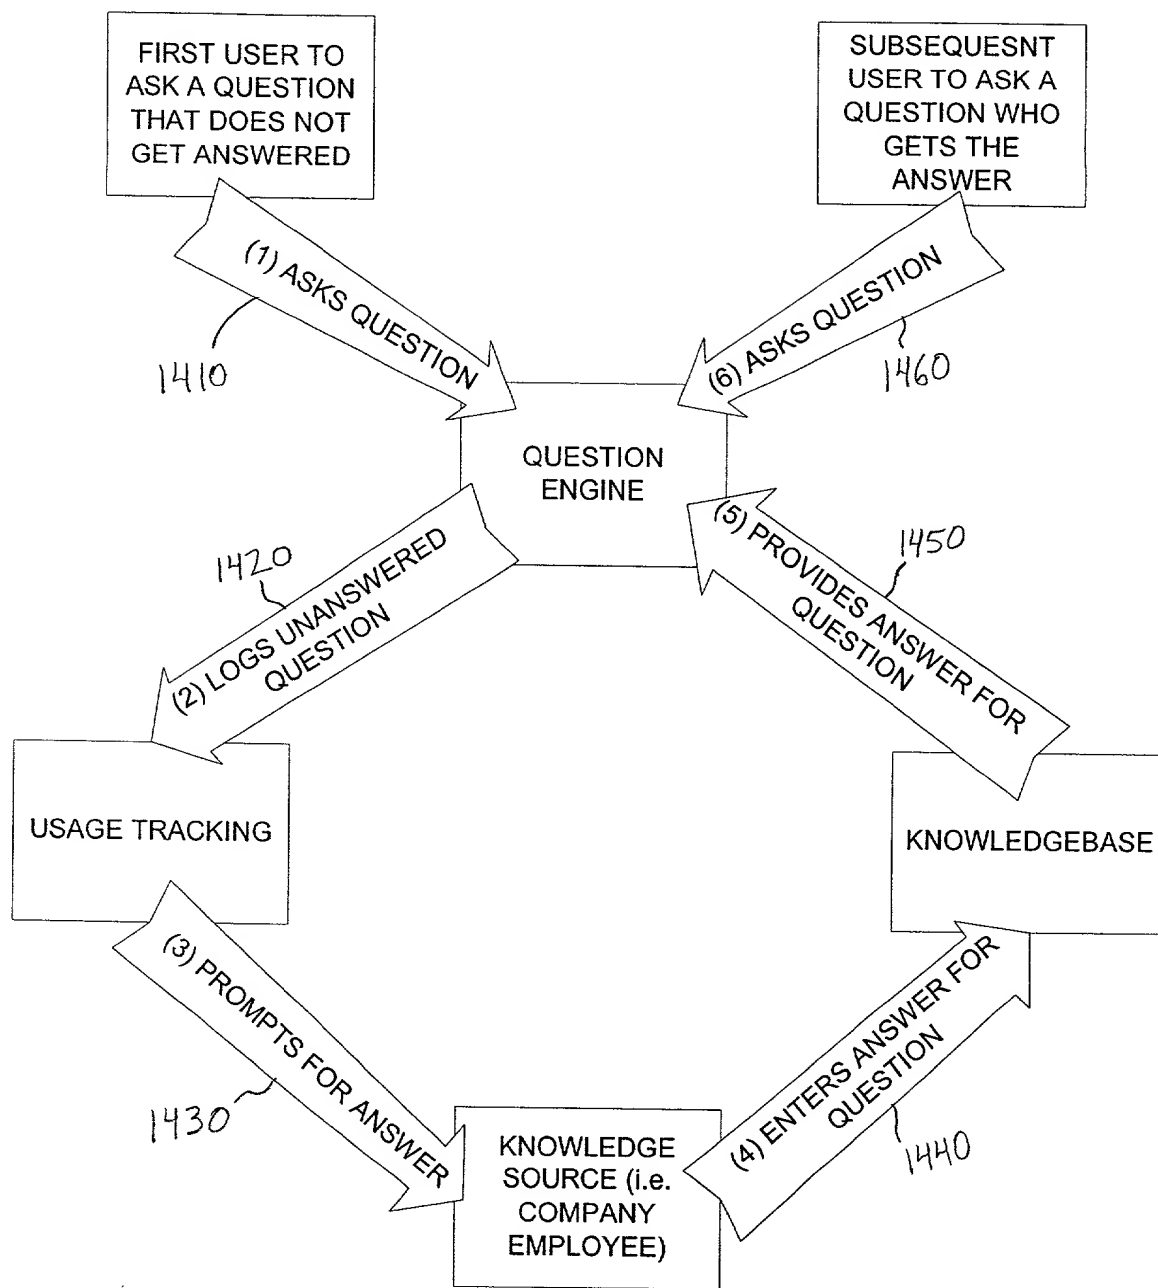 FIRST USER TO
ASK A QUESTION
THAT DOES NOT
GET ANSWERED
SUBSEQUESNT
USER TO ASK A
QUESTION WHO
GETS THE
ANSWER
(1) ASKS QUESTION
1410
(6) ASKS QUESTION
1460
QUESTION
ENGINE
1420
(2) LOGS UNANSWERED
QUESTION
(5) PROVIDES ANSWER FOR
QUESTION
1450
USAGE TRACKING
KNOWLEDGEBASE
(3) PROMPTS FOR ANSWER
1430
(4) ENTERS ANSWER FOR
QUESTION
1440
KNOWLEDGE
SOURCE (i.e.
COMPANY
EMPLOYEE)